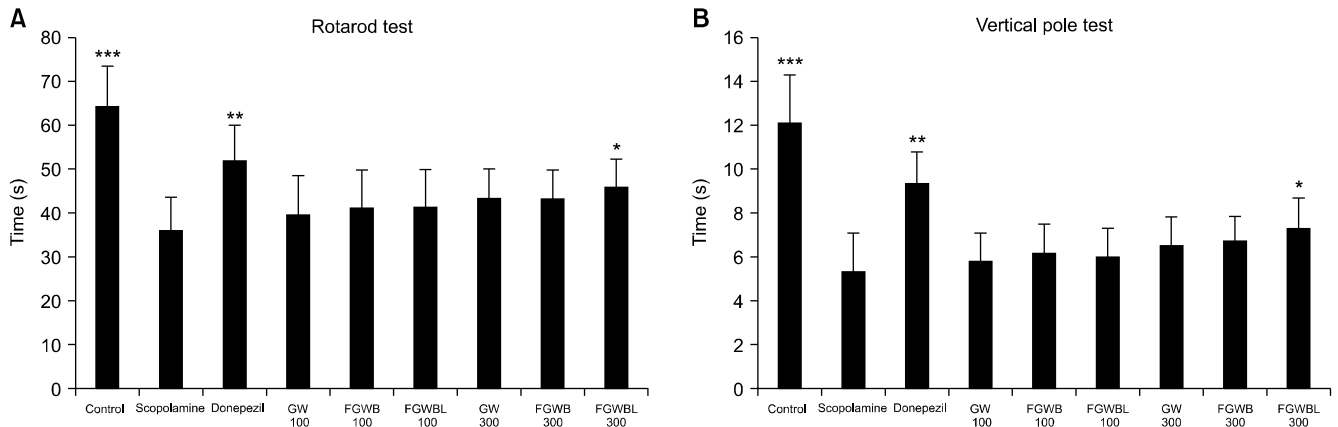 A
Rotarod test
Time (s)
80
70
60
50
40
30
20
10
0
***
**
*
Control Scopolamine Donepezil GW FGWB FGWBL GW FGWB FGWBL
100 100 100 300 300 300
B
Vertical pole test
Time (s)
16
14
12
10
8
6
4
2
0
***
**
*
Control Scopolamine Donepezil GW FGWB FGWBL GW FGWB FGWBL
100 100 100 300 300 300